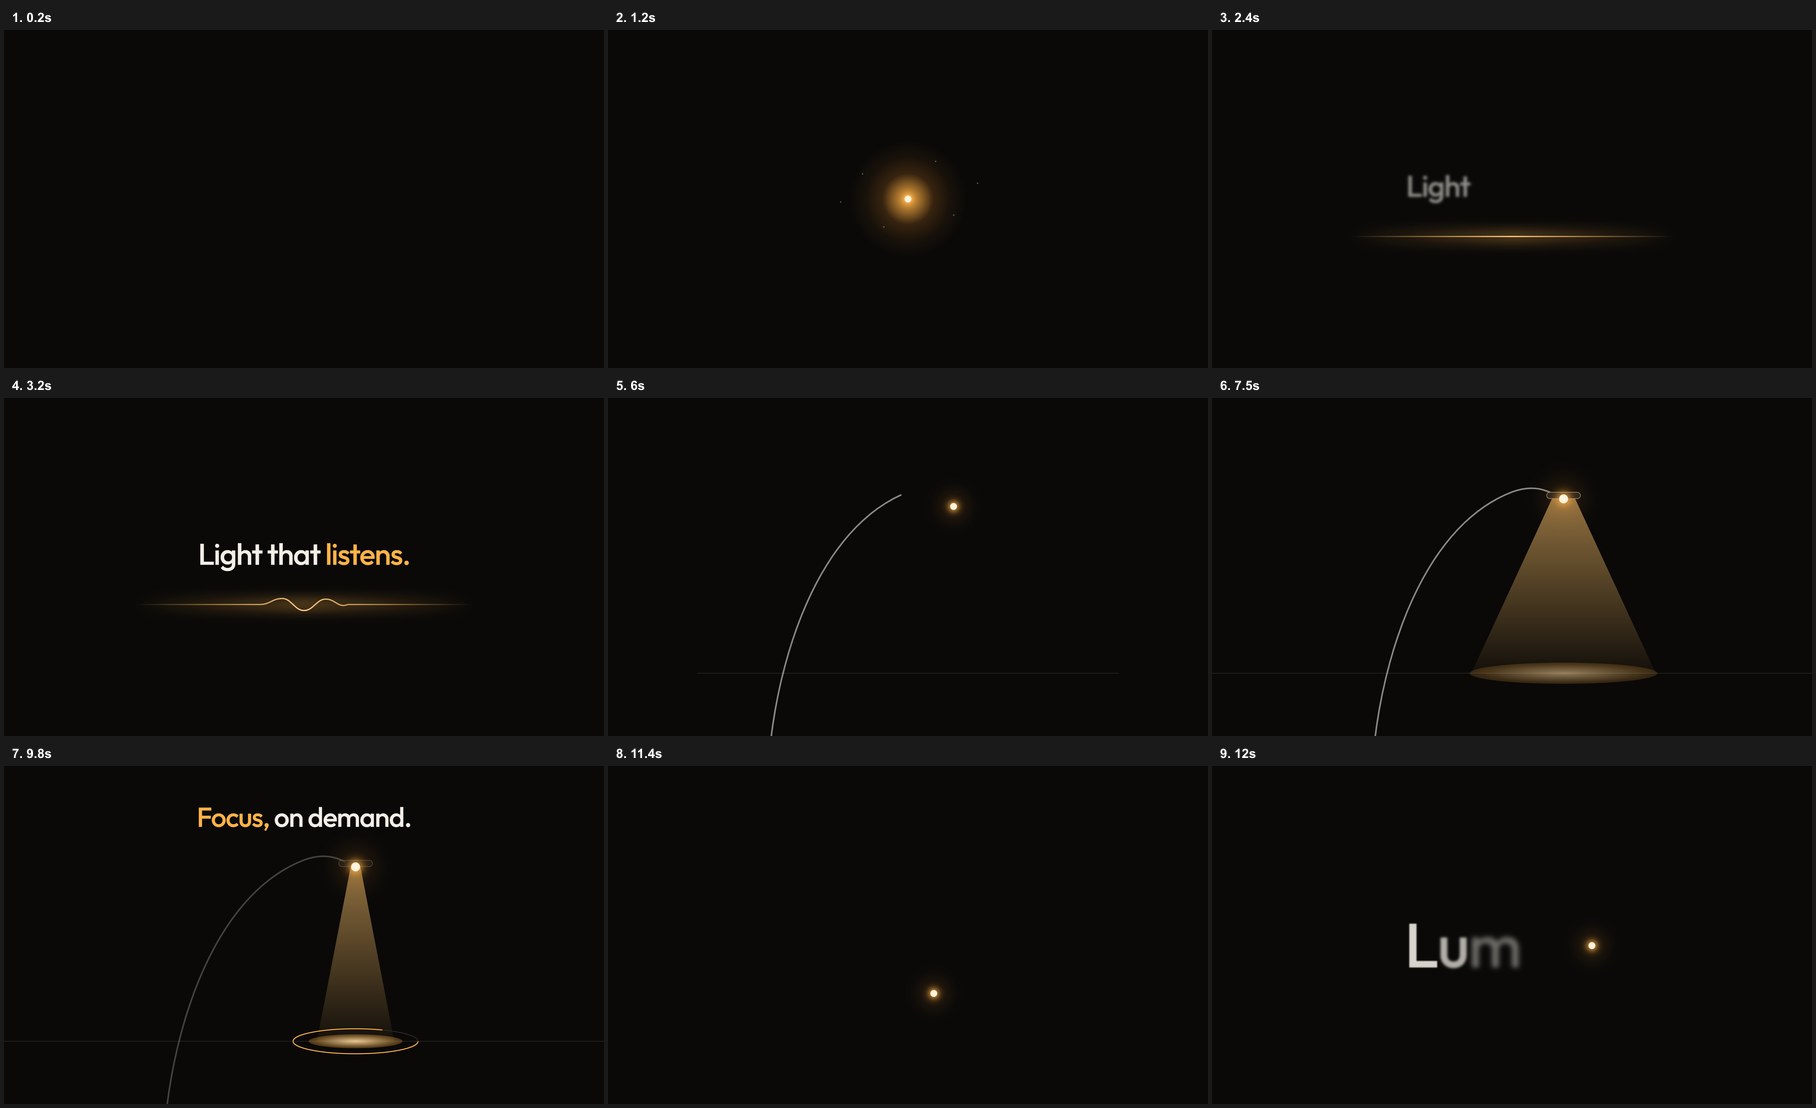 1. 0.2s
2. 1.2s
3. 2.4s
Light
4. 3.2s
Light that listens.
5. 6s
6. 7.5s
7. 9.8s
Focus, on demand.
8. 11.4s
9. 12s
Lum